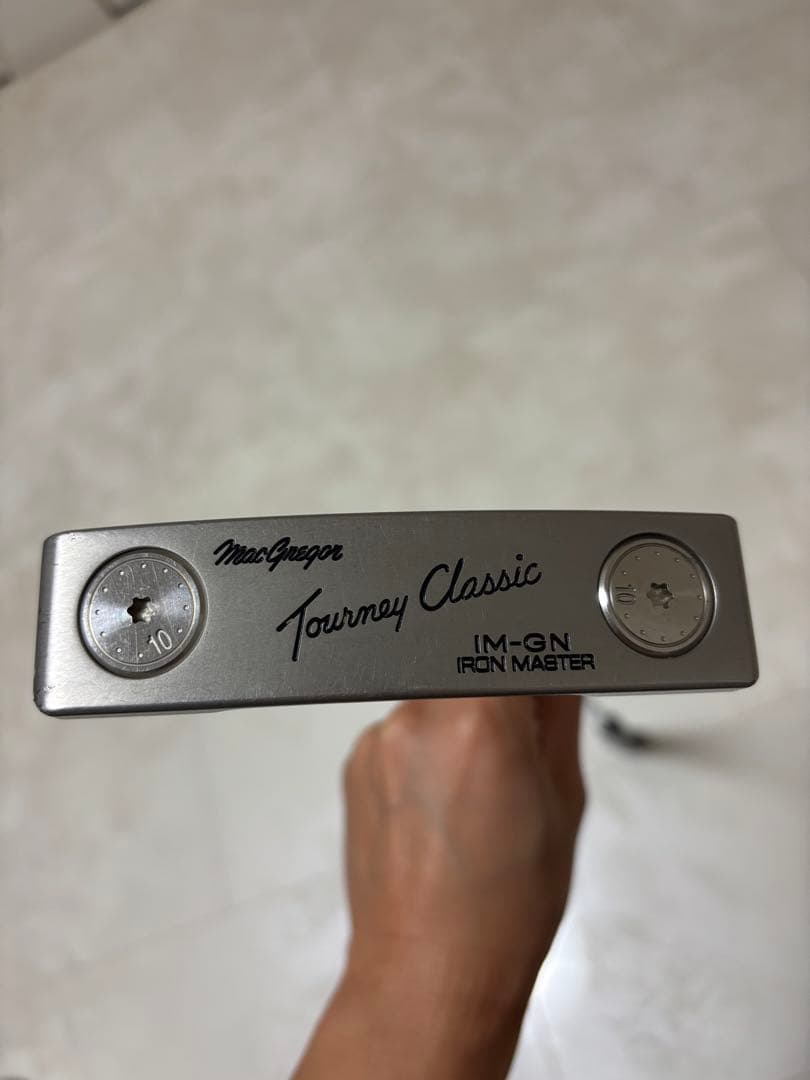 MacGregor
Tourney Classic
IM-GN
IRON MASTER
10
10